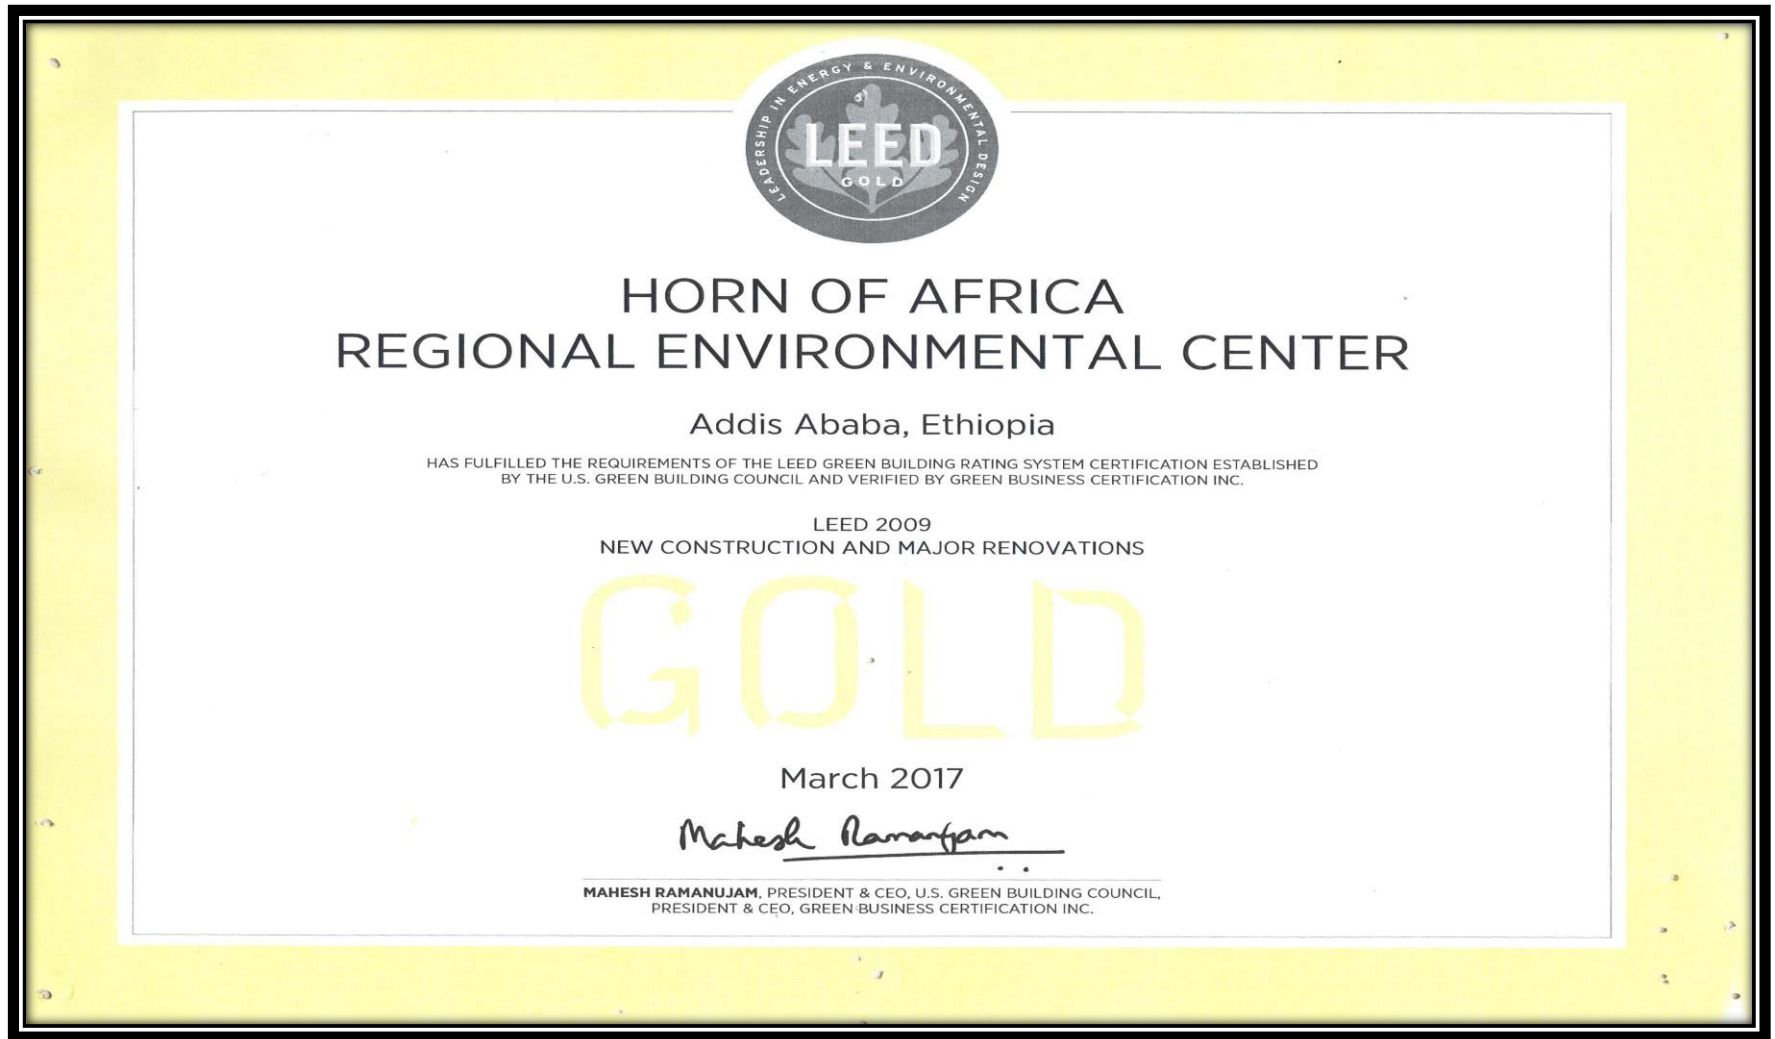 LEADERSHIP IN ENERGY & ENVIRONMENTAL DESIGN
LEED
GOLD
HORN OF AFRICA
REGIONAL ENVIRONMENTAL CENTER
Addis Ababa, Ethiopia
HAS FULFILLED THE REQUIREMENTS OF THE LEED GREEN BUILDING RATING SYSTEM CERTIFICATION ESTABLISHED
BY THE U.S. GREEN BUILDING COUNCIL AND VERIFIED BY GREEN BUSINESS CERTIFICATION INC.
LEED 2009
NEW CONSTRUCTION AND MAJOR RENOVATIONS
GOLD
March 2017
Mahesh Ramanujam
MAHESH RAMANUJAM, PRESIDENT & CEO, U.S. GREEN BUILDING COUNCIL,
PRESIDENT & CEO, GREEN BUSINESS CERTIFICATION INC.